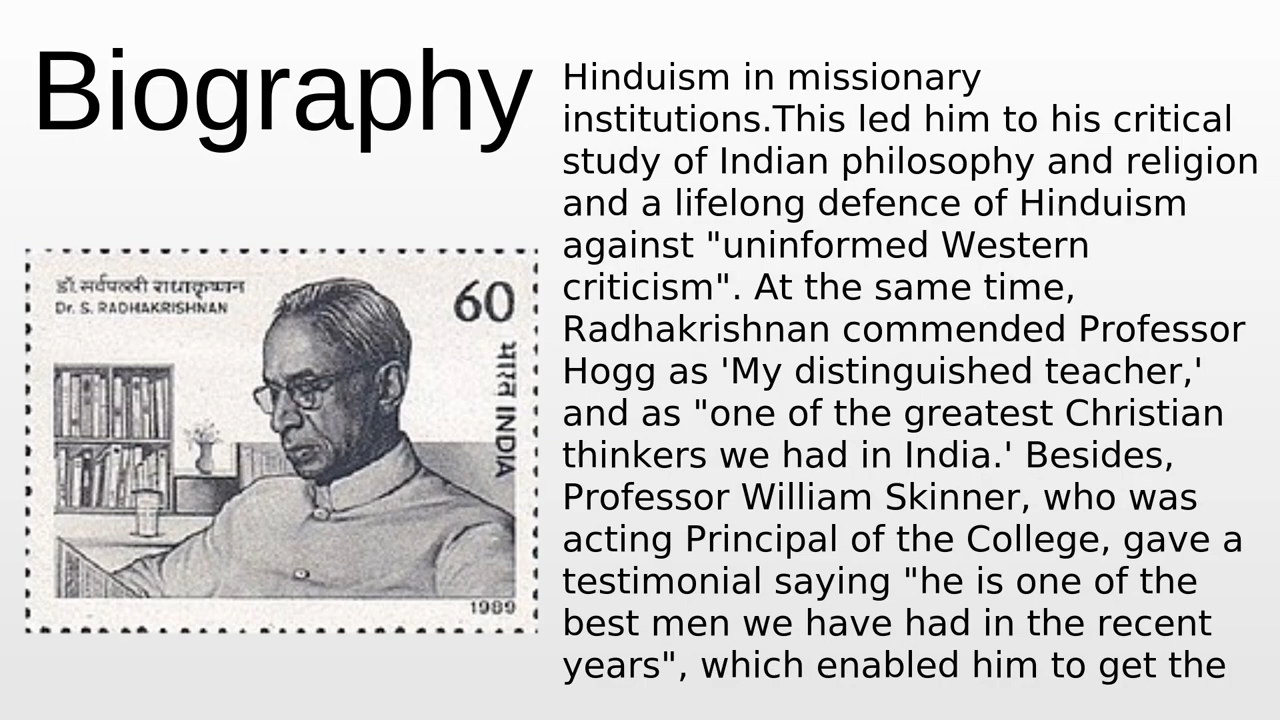 Biography
डॉ. सर्वपल्ली राधाकृष्णन
Dr. S. RADHAKRISHNAN
60
भारत INDIA
1989
Hinduism in missionary
institutions.This led him to his critical
study of Indian philosophy and religion
and a lifelong defence of Hinduism
against "uninformed Western
criticism". At the same time,
Radhakrishnan commended Professor
Hogg as 'My distinguished teacher,'
and as "one of the greatest Christian
thinkers we had in India.' Besides,
Professor William Skinner, who was
acting Principal of the College, gave a
testimonial saying "he is one of the
best men we have had in the recent
years", which enabled him to get the